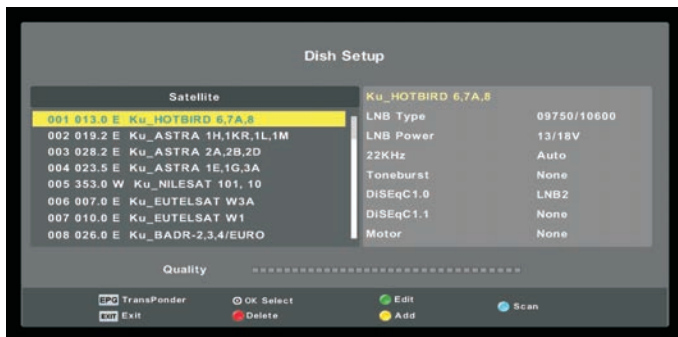 Dish Setup
Satellite
001 013.0 E Ku_HOTBIRD 6,7A,8
002 019.2 E Ku_ASTRA 1H,1KR,1L,1M
003 028.2 E Ku_ASTRA 2A,2B,2D
004 023.5 E Ku_ASTRA 1E,1G,3A
005 353.0 W Ku_NILESAT 101, 10
006 007.0 E Ku_EUTELSAT W3A
007 010.0 E Ku_EUTELSAT W1
008 026.0 E Ku_BADR-2,3,4/EURO
Ku_HOTBIRD 6,7A,8
LNB Type 09750/10600
LNB Power 13/18V
22KHz Auto
Toneburst None
DiSEqC1.0 LNB2
DiSEqC1.1 None
Motor None
Quality
EPG TransPonder OK Select Edit Scan
EXIT Exit Delete Add